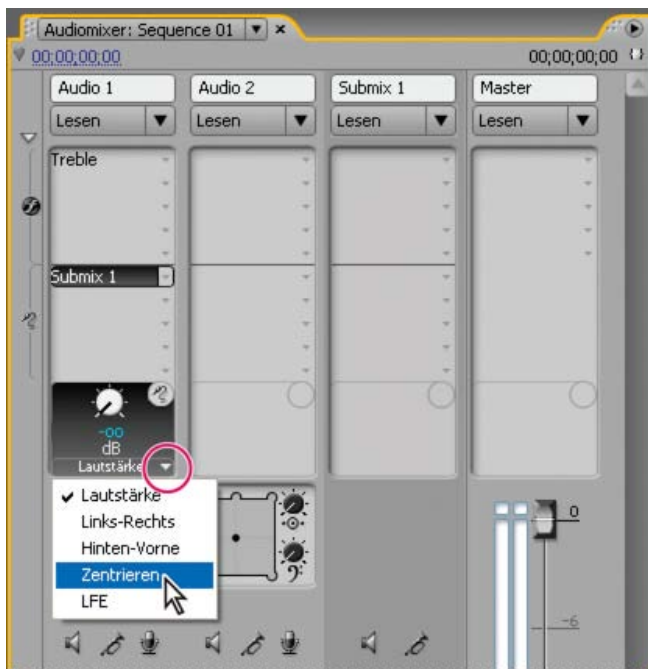 Audiomixer: Sequence 01
00;00;00;00 00;00;00;00
Audio 1 Audio 2 Submix 1 Master
Lesen Lesen Lesen Lesen
Treble
Submix 1
-oo
dB
Lautstärke
Lautstärke
Links-Rechts
Hinten-Vorne
Zentrieren
LFE
0
-6